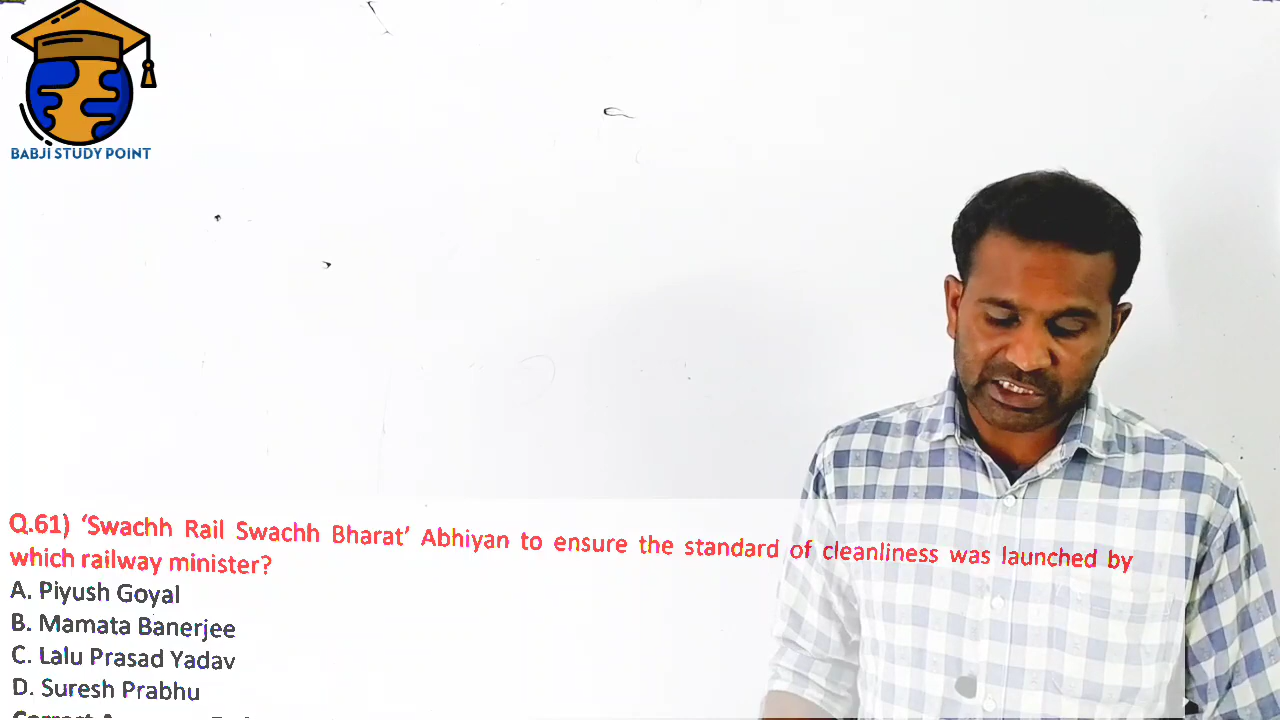 BABJI STUDY POINT
Q.61) ‘Swachh Rail Swachh Bharat’ Abhiyan to ensure the standard of cleanliness was launched by
which railway minister?
A. Piyush Goyal
B. Mamata Banerjee
C. Lalu Prasad Yadav
D. Suresh Prabhu